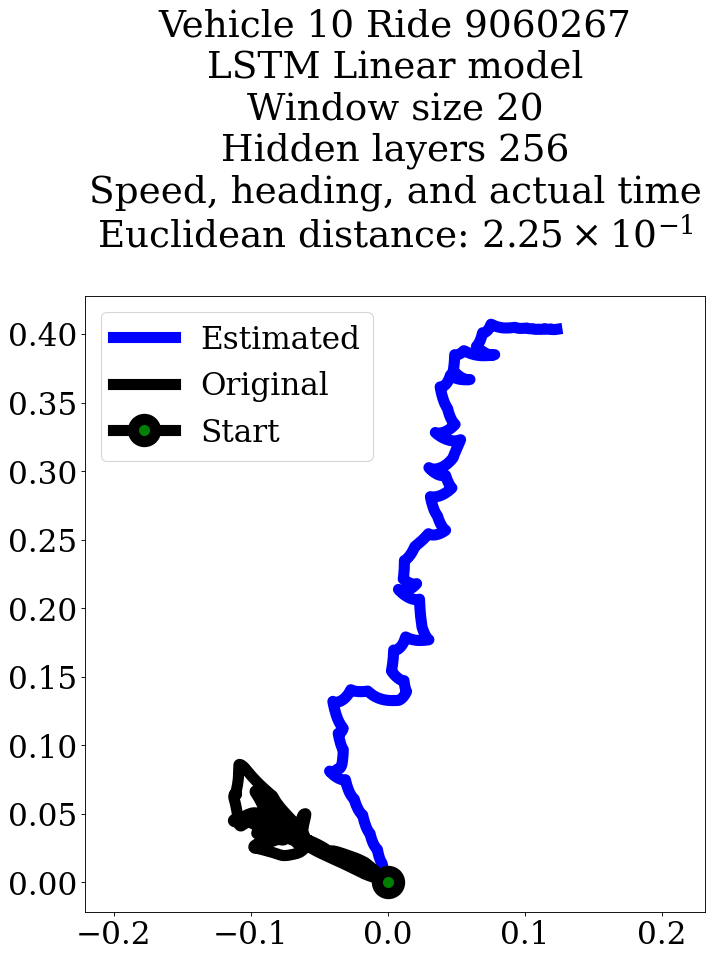 Vehicle 10 Ride 9060267
LSTM Linear model
Window size 20
Hidden layers 256
Speed, heading, and actual time
Euclidean distance: 2.25 × 10⁻¹
Estimated
Original
Start
0.40
0.35
0.30
0.25
0.20
0.15
0.10
0.05
0.00
−0.2 −0.1 0.0 0.1 0.2